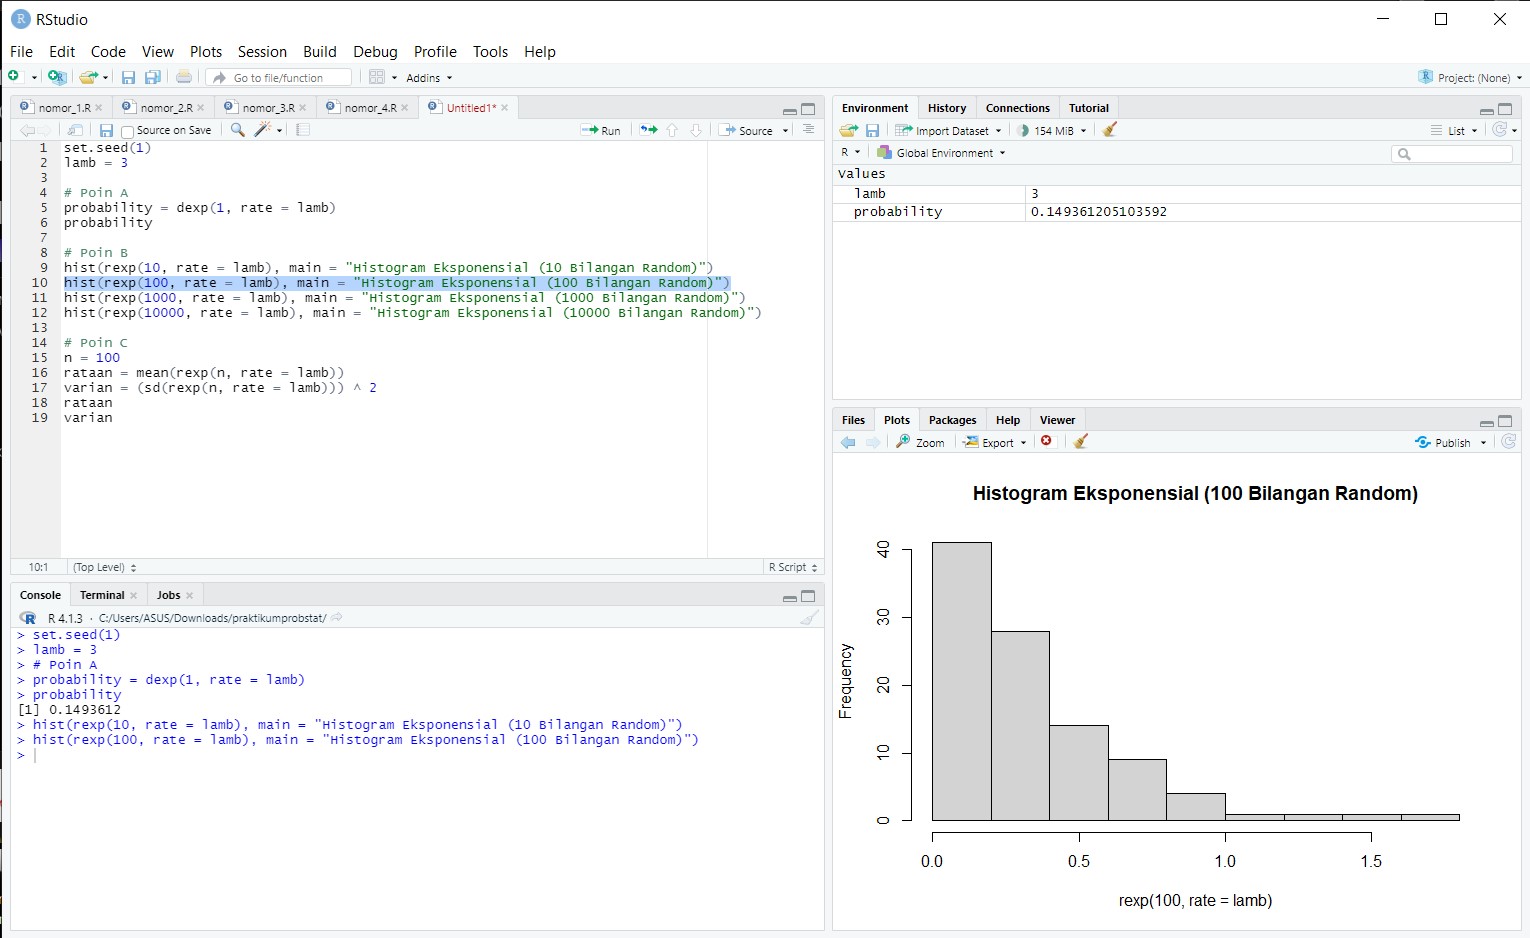 RStudio
File Edit Code View Plots Session Build Debug Profile Tools Help
Go to file/function Addins Project: (None)
nomor_1.R nomor_2.R nomor_3.R nomor_4.R Untitled1*
Source on Save Run Source
1 set.seed(1)
2 lamb = 3
3
4 # Poin A
5 probability = dexp(1, rate = lamb)
6 probability
7
8 # Poin B
9 hist(rexp(10, rate = lamb), main = "Histogram Eksponensial (10 Bilangan Random)")
10 hist(rexp(100, rate = lamb), main = "Histogram Eksponensial (100 Bilangan Random)")
11 hist(rexp(1000, rate = lamb), main = "Histogram Eksponensial (1000 Bilangan Random)")
12 hist(rexp(10000, rate = lamb), main = "Histogram Eksponensial (10000 Bilangan Random)")
13
14 # Poin C
15 n = 100
16 rataan = mean(rexp(n, rate = lamb))
17 varian = (sd(rexp(n, rate = lamb))) ^ 2
18 rataan
19 varian
10:1 (Top Level) R Script
Console Terminal Jobs
R 4.1.3 · C:/Users/ASUS/Downloads/praktikumprobstat/
> set.seed(1)
> lamb = 3
> # Poin A
> probability = dexp(1, rate = lamb)
> probability
[1] 0.1493612
> hist(rexp(10, rate = lamb), main = "Histogram Eksponensial (10 Bilangan Random)")
> hist(rexp(100, rate = lamb), main = "Histogram Eksponensial (100 Bilangan Random)")
>
Environment History Connections Tutorial
Import Dataset 154 MiB List
R Global Environment
Values
lamb 3
probability 0.149361205103592
Files Plots Packages Help Viewer
Zoom Export Publish
Histogram Eksponensial (100 Bilangan Random)
Frequency
40
30
20
10
0
0.0 0.5 1.0 1.5
rexp(100, rate = lamb)